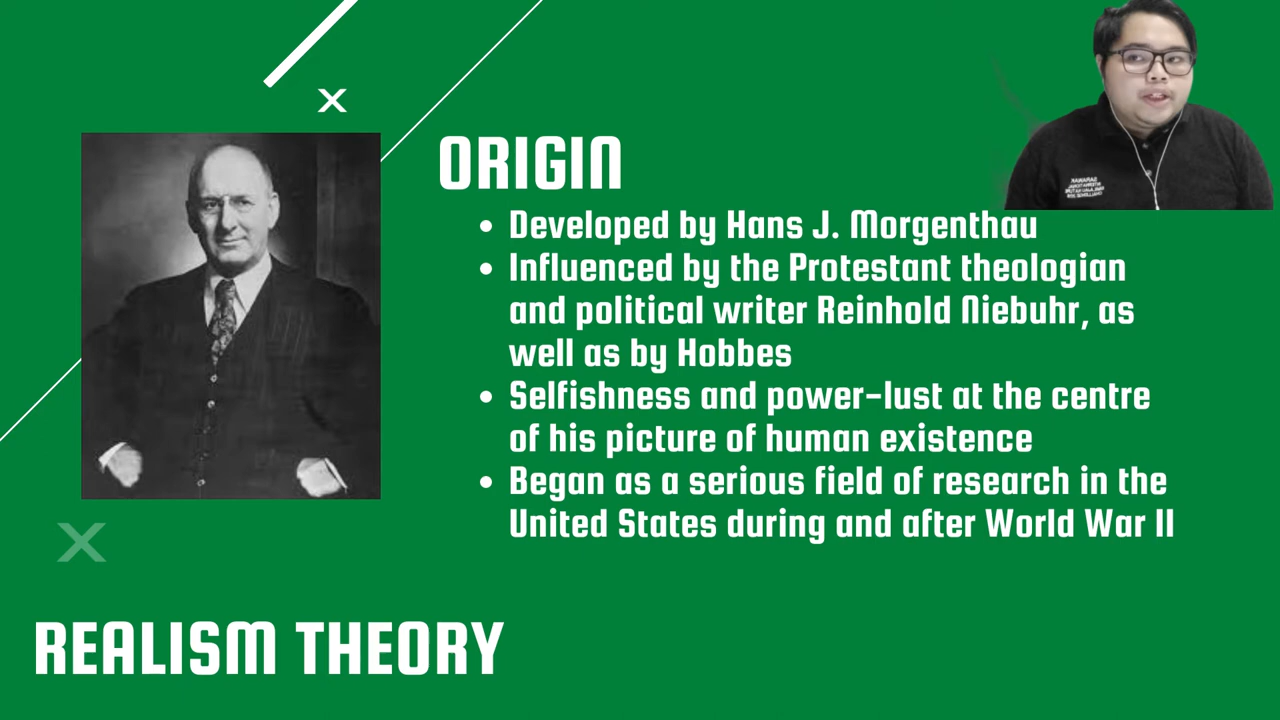 ORIGIN
• Developed by Hans J. Morgenthau
• Influenced by the Protestant theologian
and political writer Reinhold Niebuhr, as
well as by Hobbes
• Selfishness and power-lust at the centre
of his picture of human existence
• Began as a serious field of research in the
United States during and after World War II
REALISM THEORY